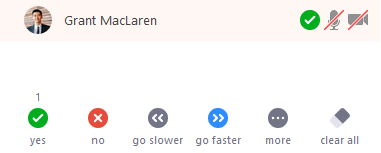 Grant MacLaren
1
yes no go slower go faster more clear all